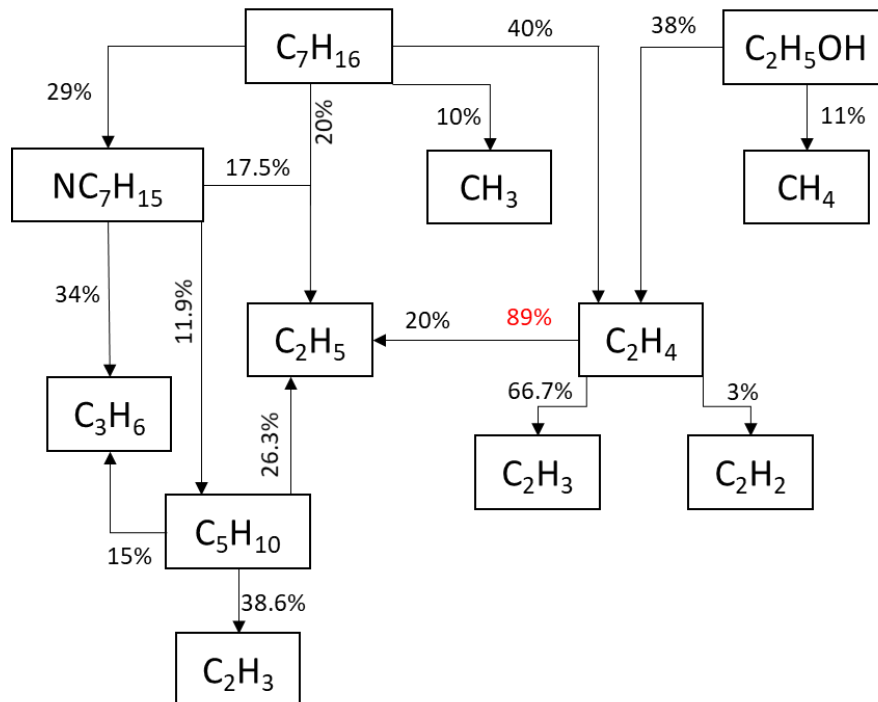 C₇H₁₆ 40% 38% C₂H₅OH
29% 20% 10% 11%
NC₇H₁₅ 17.5% CH₃ CH₄
34% 11.9% C₂H₅ 20% 89% C₂H₄
C₃H₆ 26.3% 66.7% 3%
C₂H₃ C₂H₂
15% C₅H₁₀
38.6%
C₂H₃